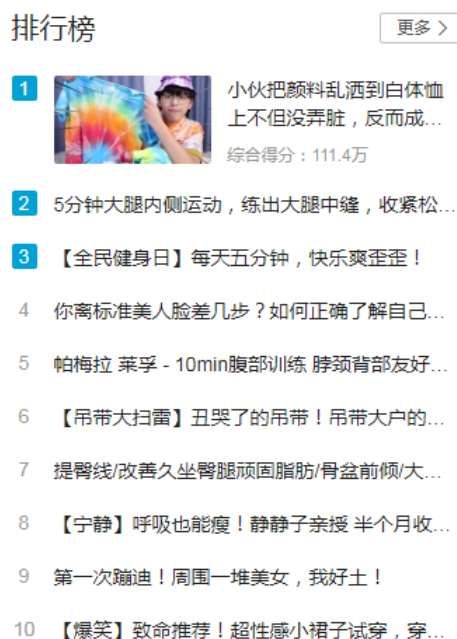 排行榜
更多 >
1
小伙把颜料乱洒到白体恤
上不但没弄脏，反而成...
综合得分：111.4万
2 5分钟大腿内侧运动，练出大腿中缝，收紧松...
3 【全民健身日】每天五分钟，快乐爽歪歪！
4 你离标准美人脸差几步？如何正确了解自己...
5 帕梅拉 莱孚 - 10min腹部训练 脖颈背部友好...
6 【吊带大扫雷】丑哭了的吊带！吊带大户的...
7 提臀线/改善久坐臀腿顽固脂肪/骨盆前倾/大...
8 【宁静】呼吸也能瘦！静静子亲授 半个月收...
9 第一次蹦迪！周围一堆美女，我好土！
10 【爆笑】致命推荐！超性感小裙子试穿，穿...